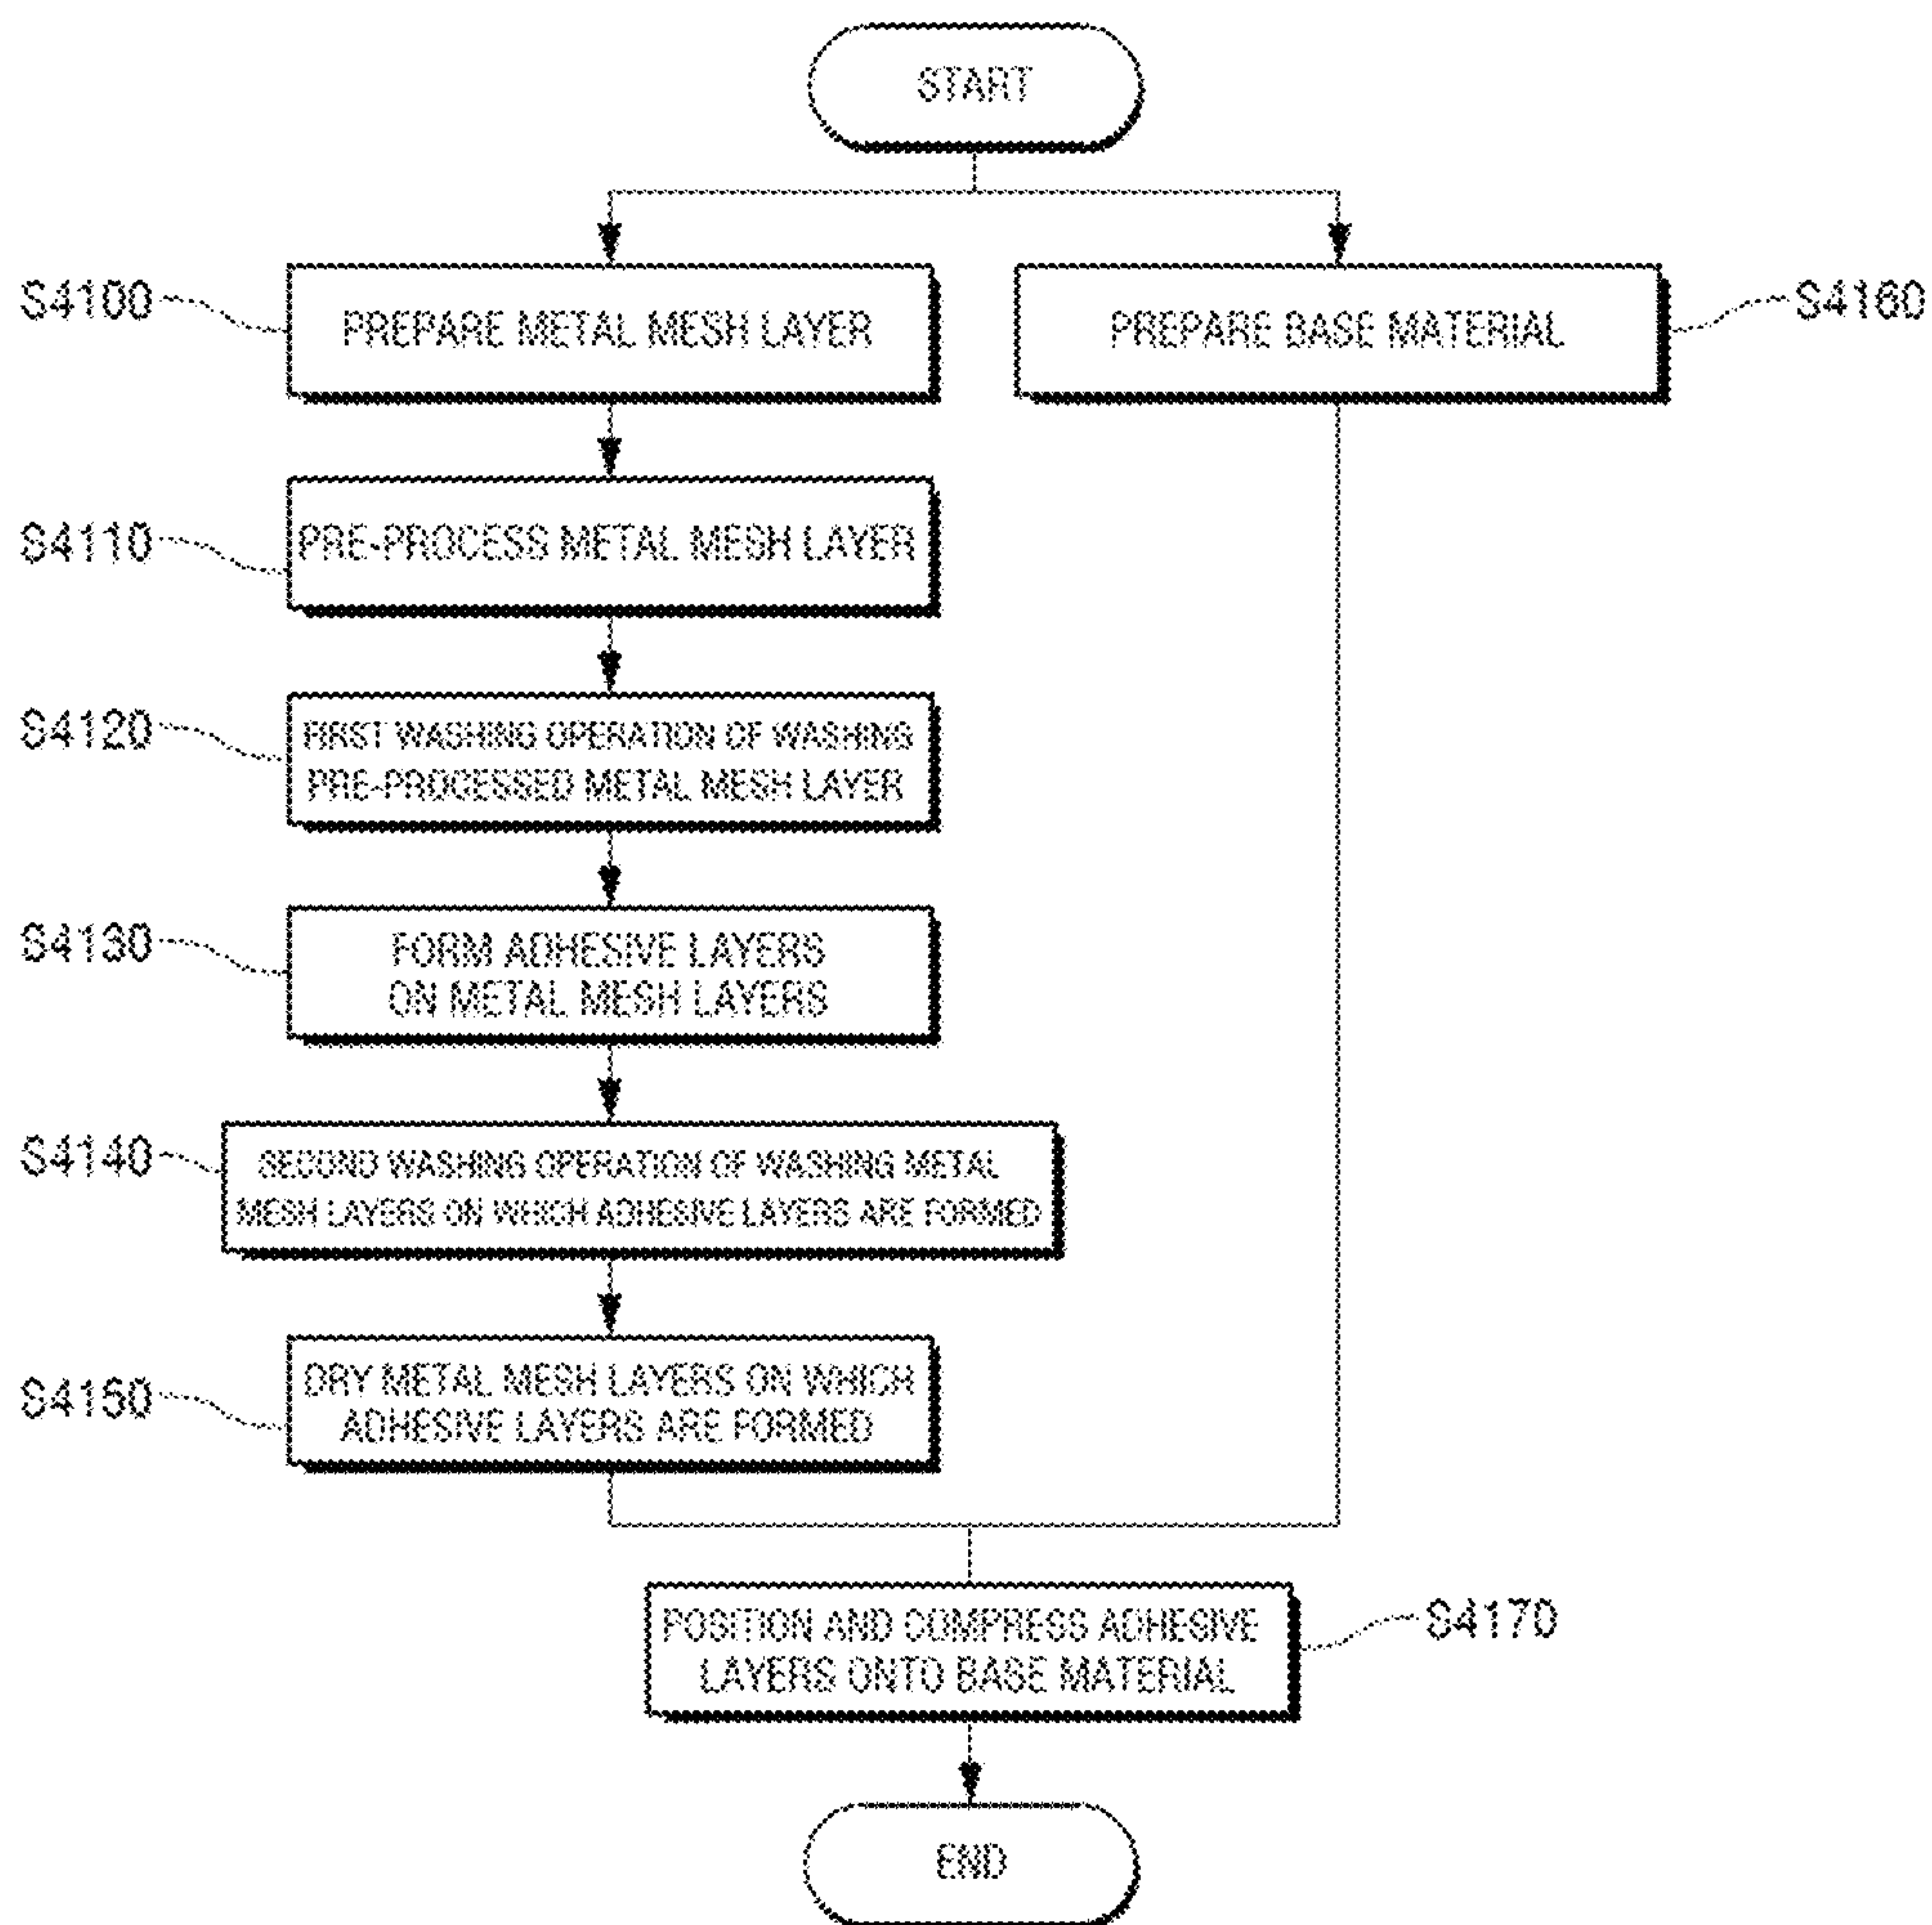 START
S4100
PREPARE METAL MESH LAYER
PREPARE BASE MATERIAL
S4160
S4110
PRE-PROCESS METAL MESH LAYER
S4120
FIRST WASHING OPERATION OF WASHING
PRE-PROCESSED METAL MESH LAYER
S4130
FORM ADHESIVE LAYERS
ON METAL MESH LAYERS
S4140
SECOND WASHING OPERATION OF WASHING METAL
MESH LAYERS ON WHICH ADHESIVE LAYERS ARE FORMED
S4150
DRY METAL MESH LAYERS ON WHICH
ADHESIVE LAYERS ARE FORMED
POSITION AND COMPRESS ADHESIVE
LAYERS ONTO BASE MATERIAL
S4170
END